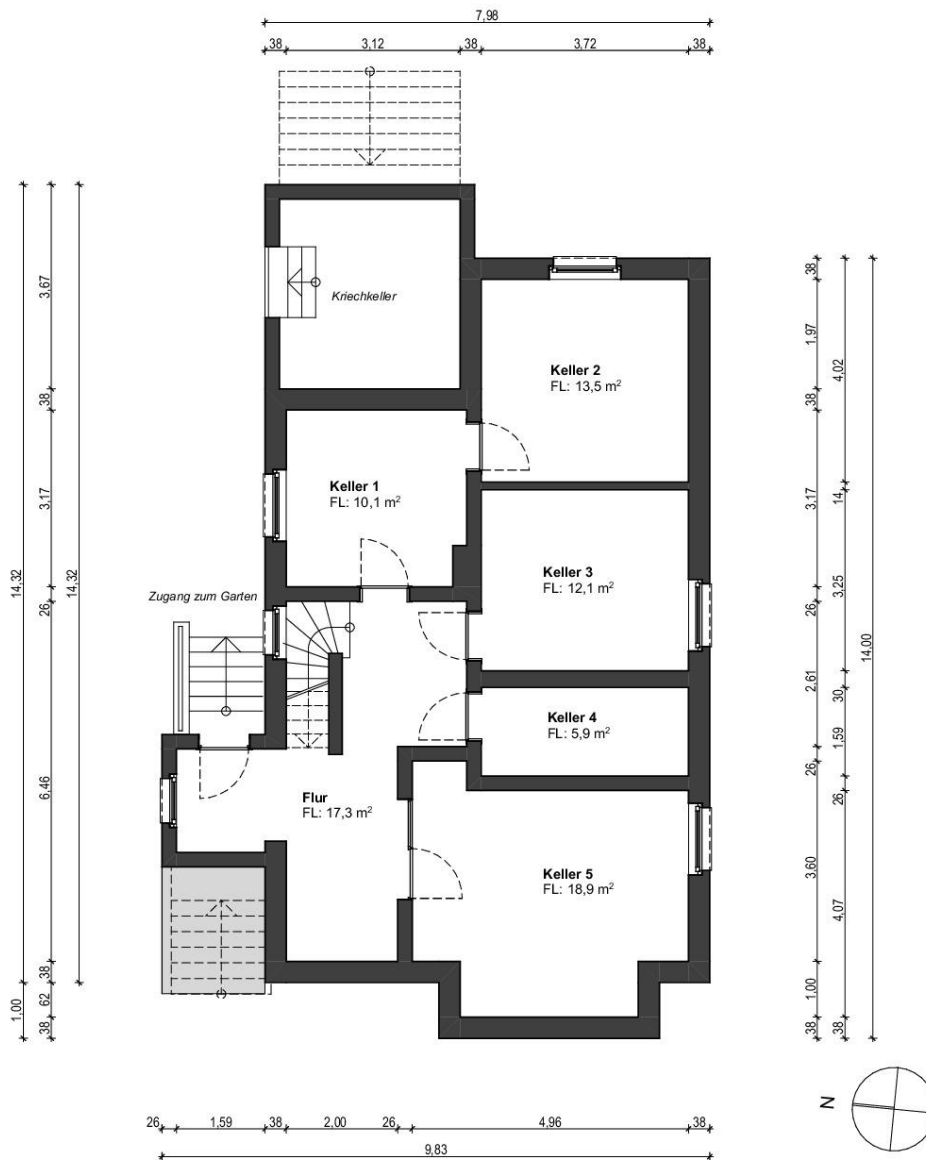 7,98
38
3,12
38
3,72
38
Kriechkeller
Keller 2
FL: 13,5 m²
Keller 1
FL: 10,1 m²
Keller 3
FL: 12,1 m²
Zugang zum Garten
Keller 4
FL: 5,9 m²
Flur
FL: 17,3 m²
Keller 5
FL: 18,9 m²
14,32
1,00
3,67
38
3,17
26
6,46
38
62
38
14,32
38
1,97
38
3,17
26
2,61
26
3,60
1,00
38
4,02
14
3,25
30
1,59
26
4,07
38
14,00
N
26
1,59
38
2,00
26
4,96
38
9,83